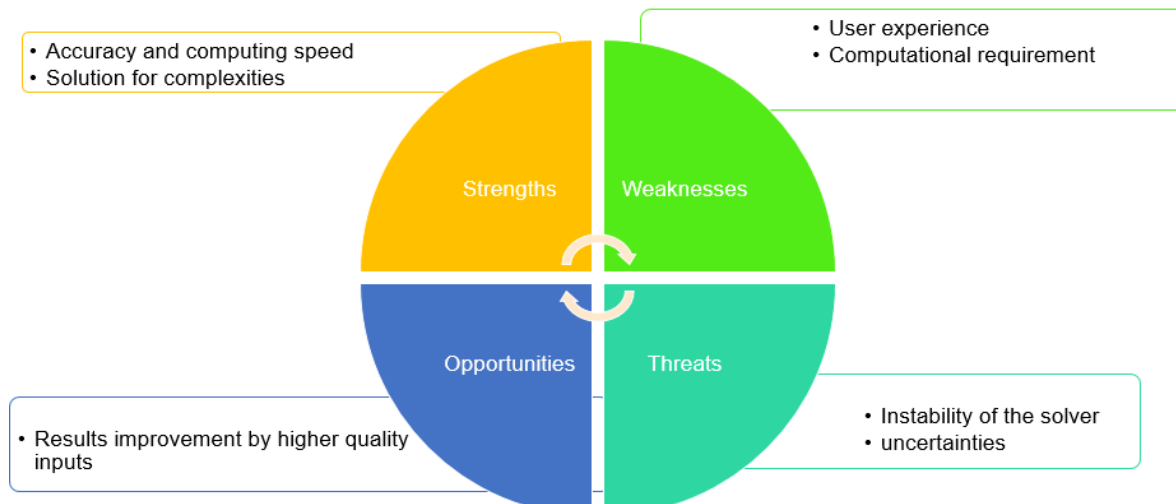 • Accuracy and computing speed
• Solution for complexities
• User experience
• Computational requirement
Strengths
Weaknesses
Opportunities
Threats
• Results improvement by higher quality
inputs
• Instability of the solver
• uncertainties